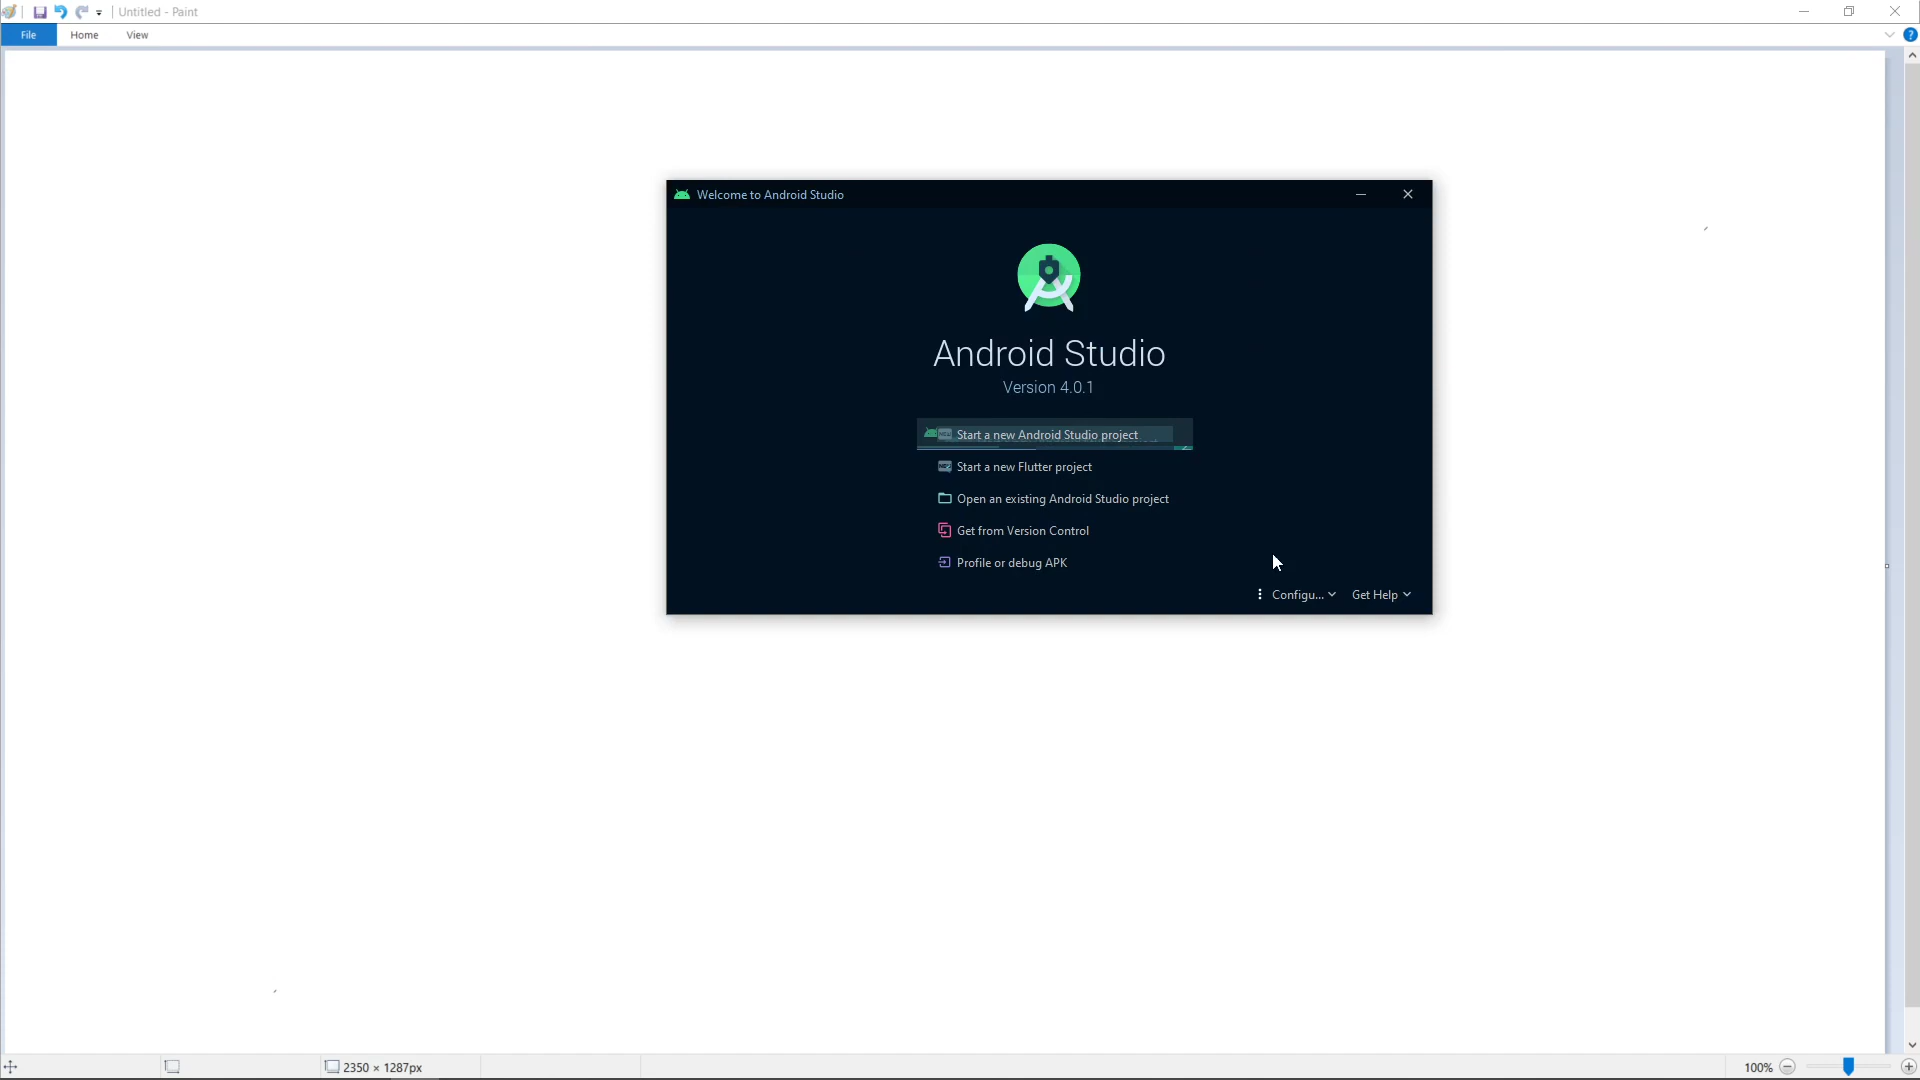 Untitled - Paint
File Home View
Welcome to Android Studio
Android Studio
Version 4.0.1
Start a new Android Studio project
Start a new Flutter project
Open an existing Android Studio project
Get from Version Control
Profile or debug APK
Configu... Get Help
2350 × 1287px
100%